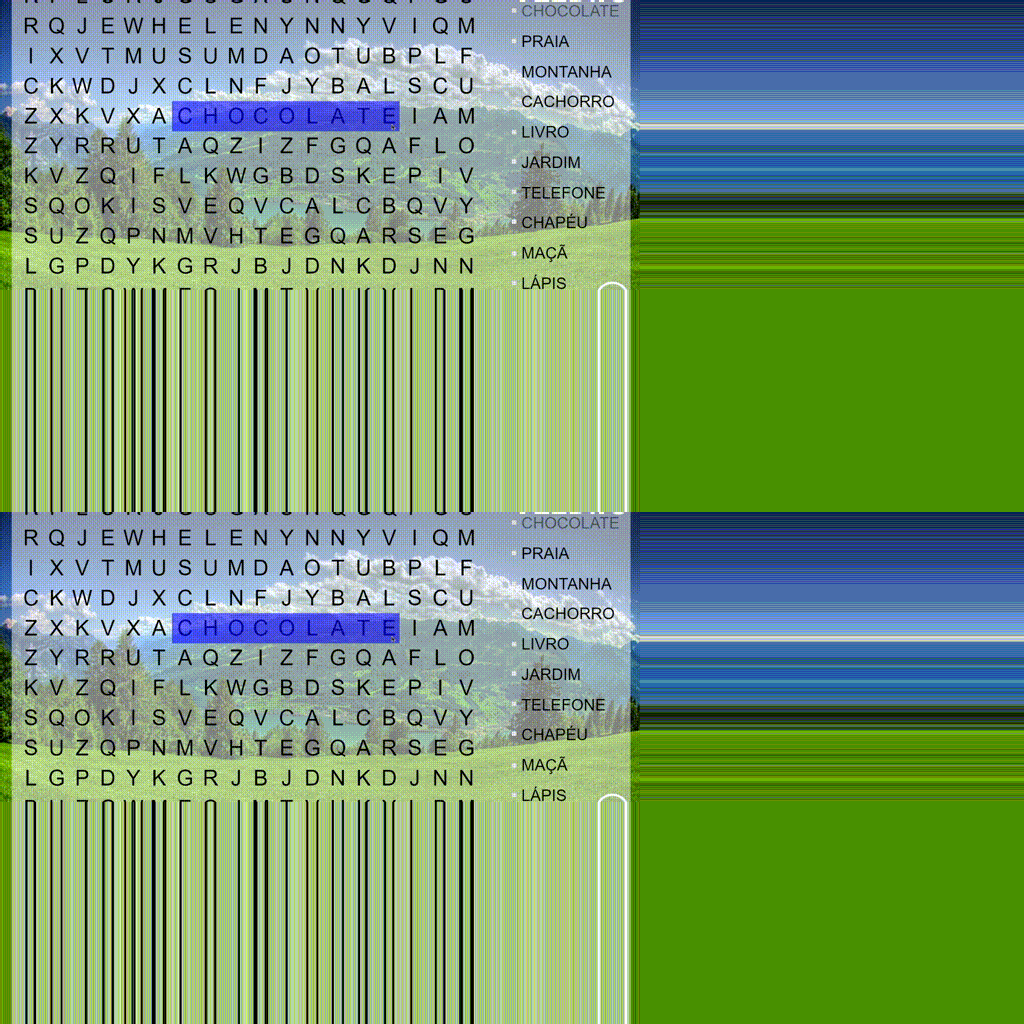 R Q J E W H E L E N Y N N Y V I Q M
I X V T M U S U M D A O T U B P L F
C K W D J X C L N F J Y B A L S C U
Z X K V X A C H O C O L A T E I A M
Z Y R R U T A Q Z I Z F G Q A F L O
K V Z Q I F L K W G B D S K E P I V
S Q O K I S V E Q V C A L C B Q V Y
S U Z Q P N M V H T E G Q A R S E G
L G P D Y K G R J B J D N K D J N N
CHOCOLATE
PRAIA
MONTANHA
CACHORRO
LIVRO
JARDIM
TELEFONE
CHAPÉU
MAÇÃ
LÁPIS
R Q J E W H E L E N Y N N Y V I Q M
I X V T M U S U M D A O T U B P L F
C K W D J X C L N F J Y B A L S C U
Z X K V X A C H O C O L A T E I A M
Z Y R R U T A Q Z I Z F G Q A F L O
K V Z Q I F L K W G B D S K E P I V
S Q O K I S V E Q V C A L C B Q V Y
S U Z Q P N M V H T E G Q A R S E G
L G P D Y K G R J B J D N K D J N N
CHOCOLATE
PRAIA
MONTANHA
CACHORRO
LIVRO
JARDIM
TELEFONE
CHAPÉU
MAÇÃ
LÁPIS